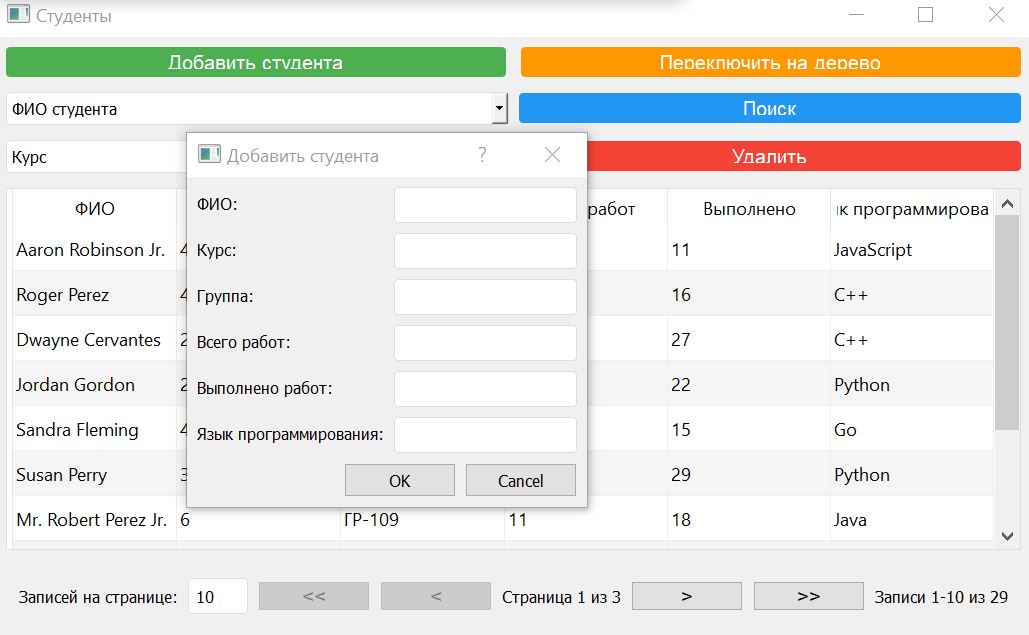 Студенты
Добавить студента Переключить на дерево
ФИО студента Поиск
Курс Удалить
Добавить студента ?
ФИО:
Курс:
Группа:
Всего работ:
Выполнено работ:
Язык программирования:
OK Cancel
ФИО работ Выполнено к программирова
Aaron Robinson Jr. 4 11 JavaScript
Roger Perez 4 16 C++
Dwayne Cervantes 2 27 C++
Jordan Gordon 2 22 Python
Sandra Fleming 4 15 Go
Susan Perry 3 29 Python
Mr. Robert Perez Jr. 6 ГР-109 11 18 Java
Записей на странице: 10 << < Страница 1 из 3 > >> Записи 1-10 из 29